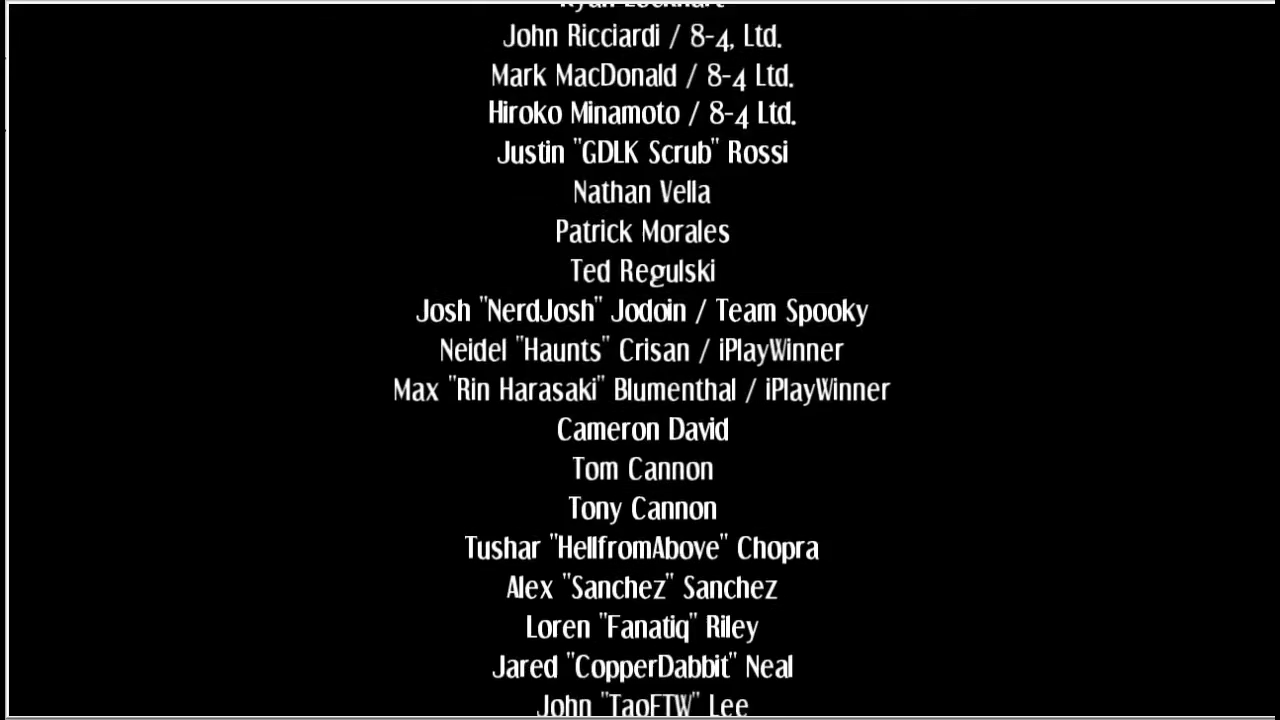 John Ricciardi / 8-4, Ltd.
Mark MacDonald / 8-4 Ltd.
Hiroko Minamoto / 8-4 Ltd.
Justin "GDLK Scrub" Rossi
Nathan Vella
Patrick Morales
Ted Regulski
Josh "NerdJosh" Jodoin / Team Spooky
Neidel "Haunts" Crisan / iPlayWinner
Max "Rin Harasaki" Blumenthal / iPlayWinner
Cameron David
Tom Cannon
Tony Cannon
Tushar "HellfromAbove" Chopra
Alex "Sanchez" Sanchez
Loren "Fanatiq" Riley
Jared "CopperDabbit" Neal
John "TaoFTW" Lee